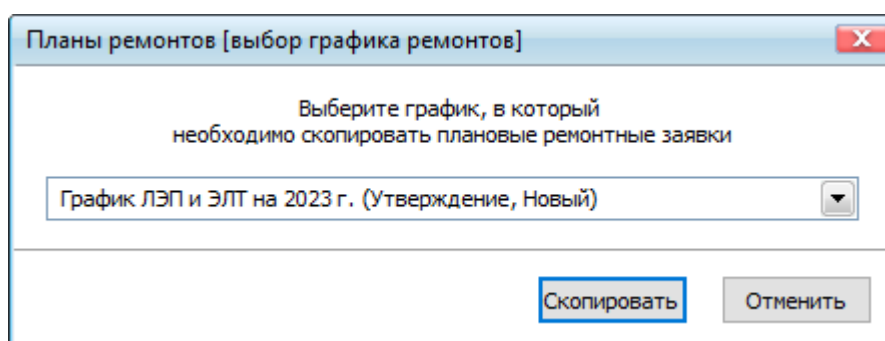 Планы ремонтов [выбор графика ремонтов]
Выберите график, в который
необходимо скопировать плановые ремонтные заявки
График ЛЭП и ЭЛТ на 2023 г. (Утверждение, Новый)
Скопировать Отменить